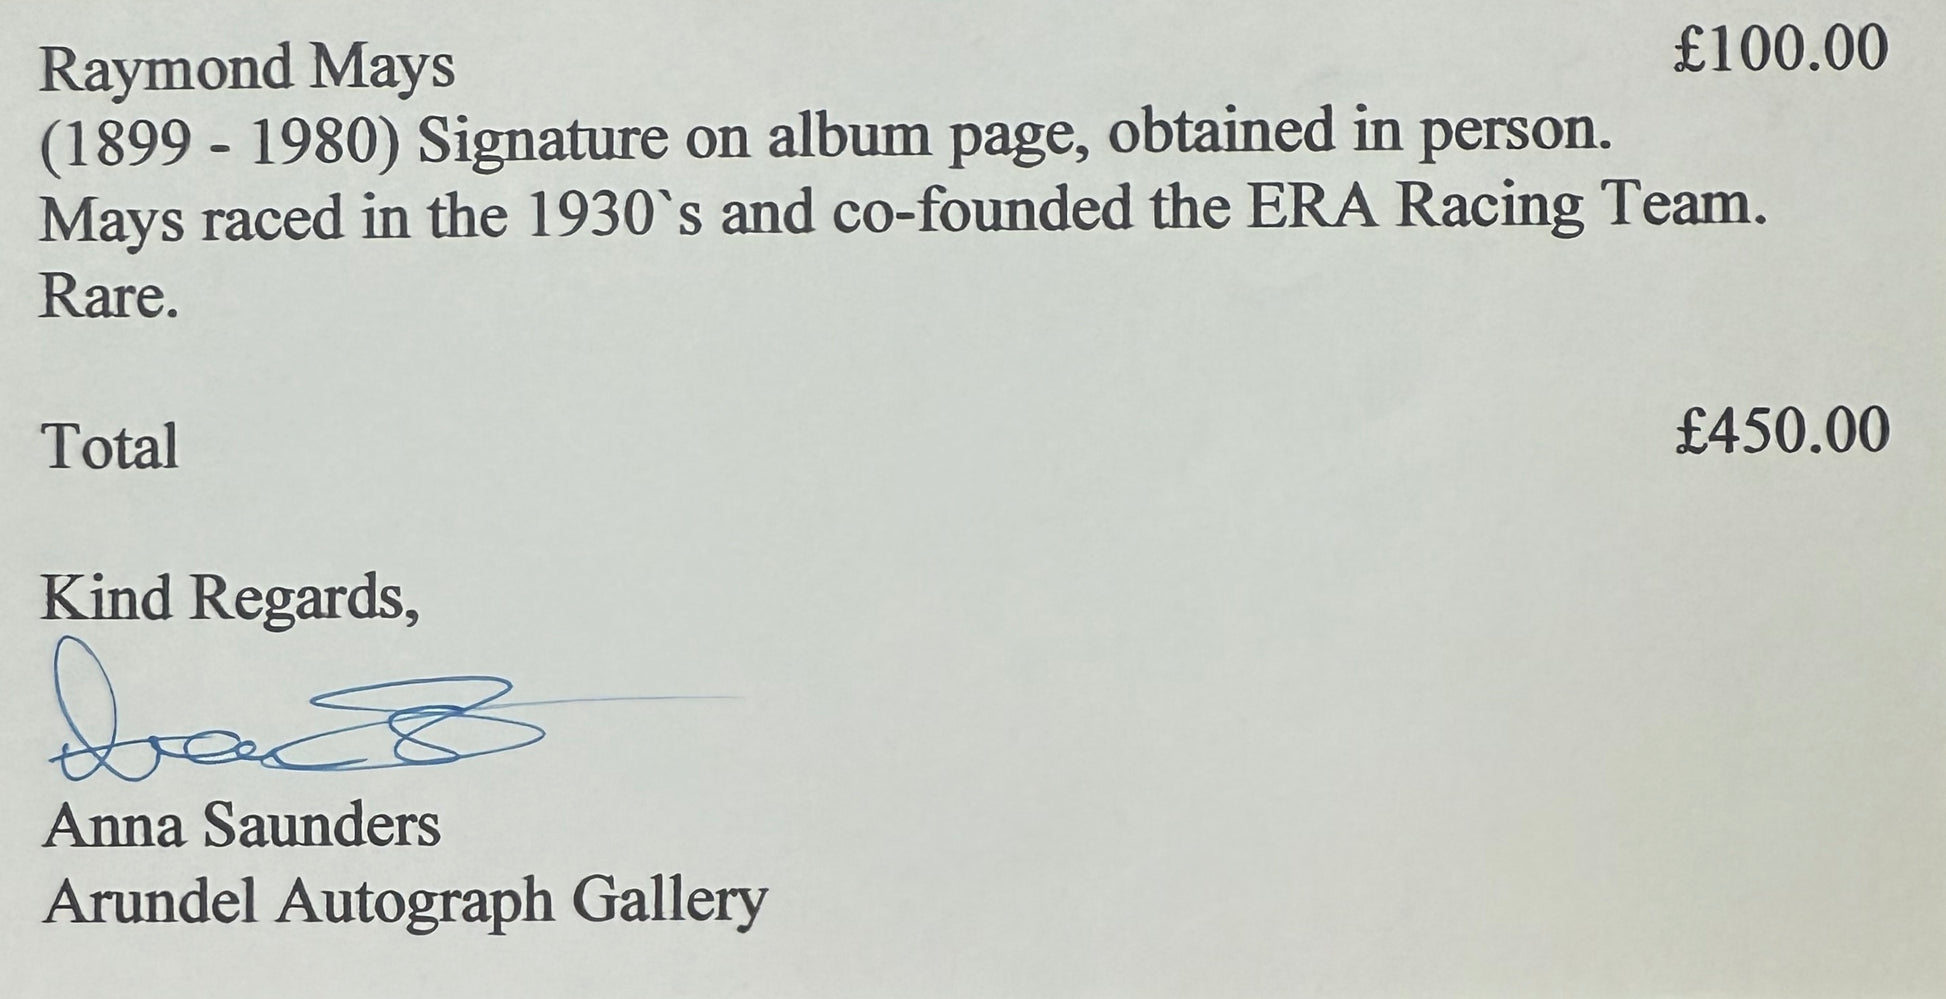 Raymond Mays £100.00
(1899 - 1980) Signature on album page, obtained in person.
Mays raced in the 1930`s and co-founded the ERA Racing Team.
Rare.
Total £450.00
Kind Regards,
Anna Saunders
Arundel Autograph Gallery